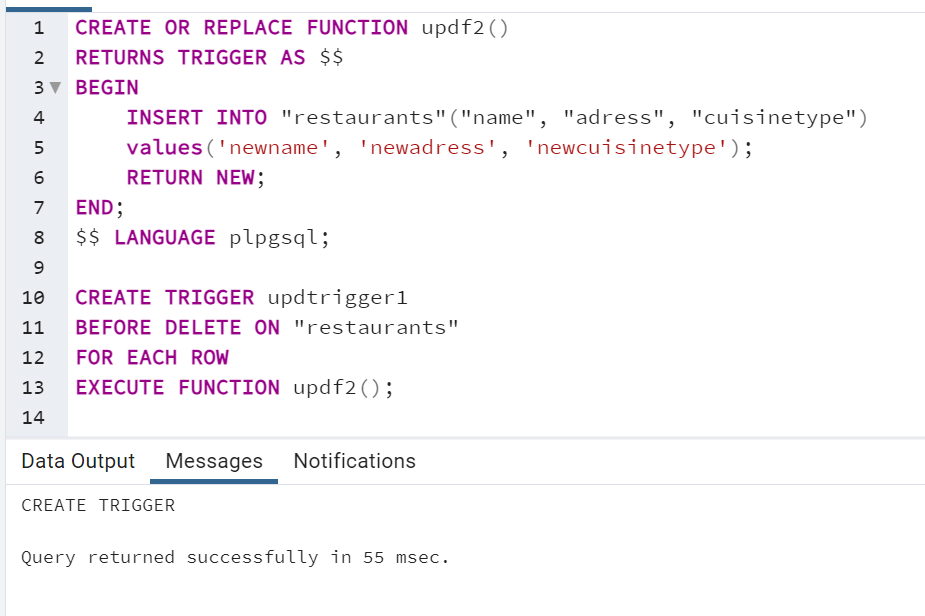 1 CREATE OR REPLACE FUNCTION updf2()
2 RETURNS TRIGGER AS $$
3 BEGIN
4 INSERT INTO "restaurants"("name", "adress", "cuisinetype")
5 values('newname', 'newadress', 'newcuisinetype');
6 RETURN NEW;
7 END;
8 $$ LANGUAGE plpgsql;
9
10 CREATE TRIGGER updtrigger1
11 BEFORE DELETE ON "restaurants"
12 FOR EACH ROW
13 EXECUTE FUNCTION updf2();
14
Data Output Messages Notifications
CREATE TRIGGER
Query returned successfully in 55 msec.